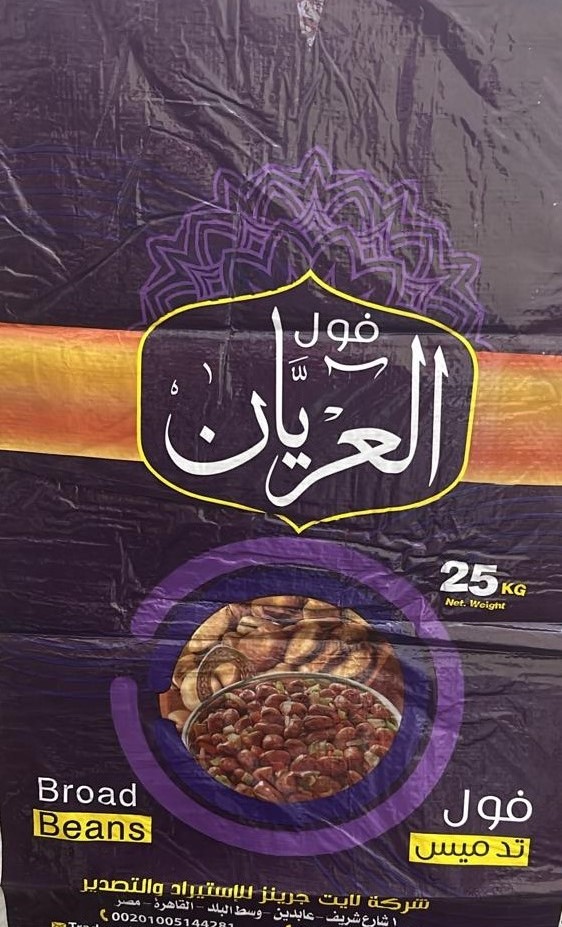 فول
العريان
25 KG
Net. Weight
Broad
Beans
فول
تدميس
شركة لايت جرينز للإستيراد والتصدير
١ شارع شريف - عابدين - وسط البلد - القاهرة - مصر
00201005144281